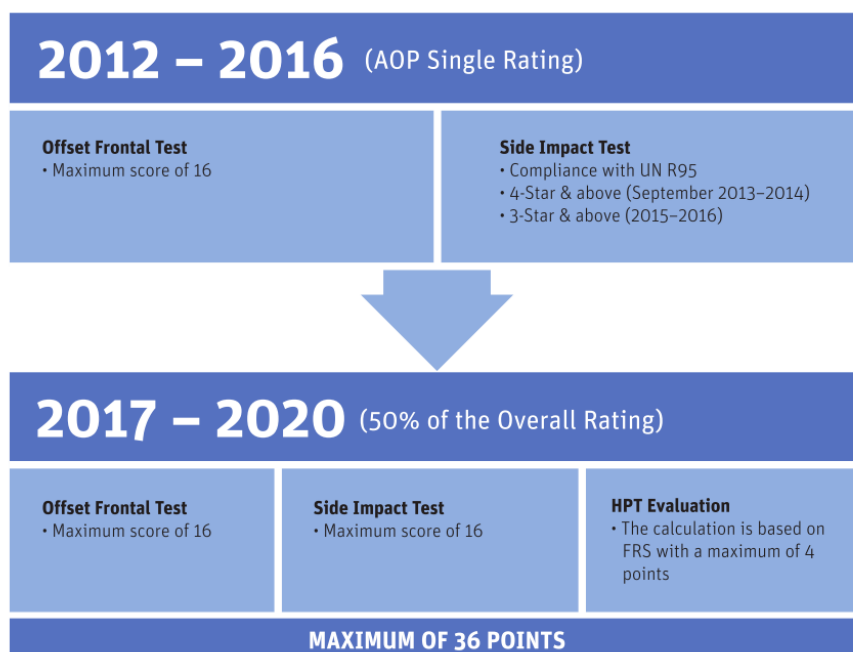 2012 – 2016 (AOP Single Rating)
Offset Frontal Test
• Maximum score of 16
Side Impact Test
• Compliance with UN R95
• 4-Star & above (September 2013–2014)
• 3-Star & above (2015–2016)
2017 – 2020 (50% of the Overall Rating)
Offset Frontal Test
• Maximum score of 16
Side Impact Test
• Maximum score of 16
HPT Evaluation
• The calculation is based on
FRS with a maximum of 4
points
MAXIMUM OF 36 POINTS